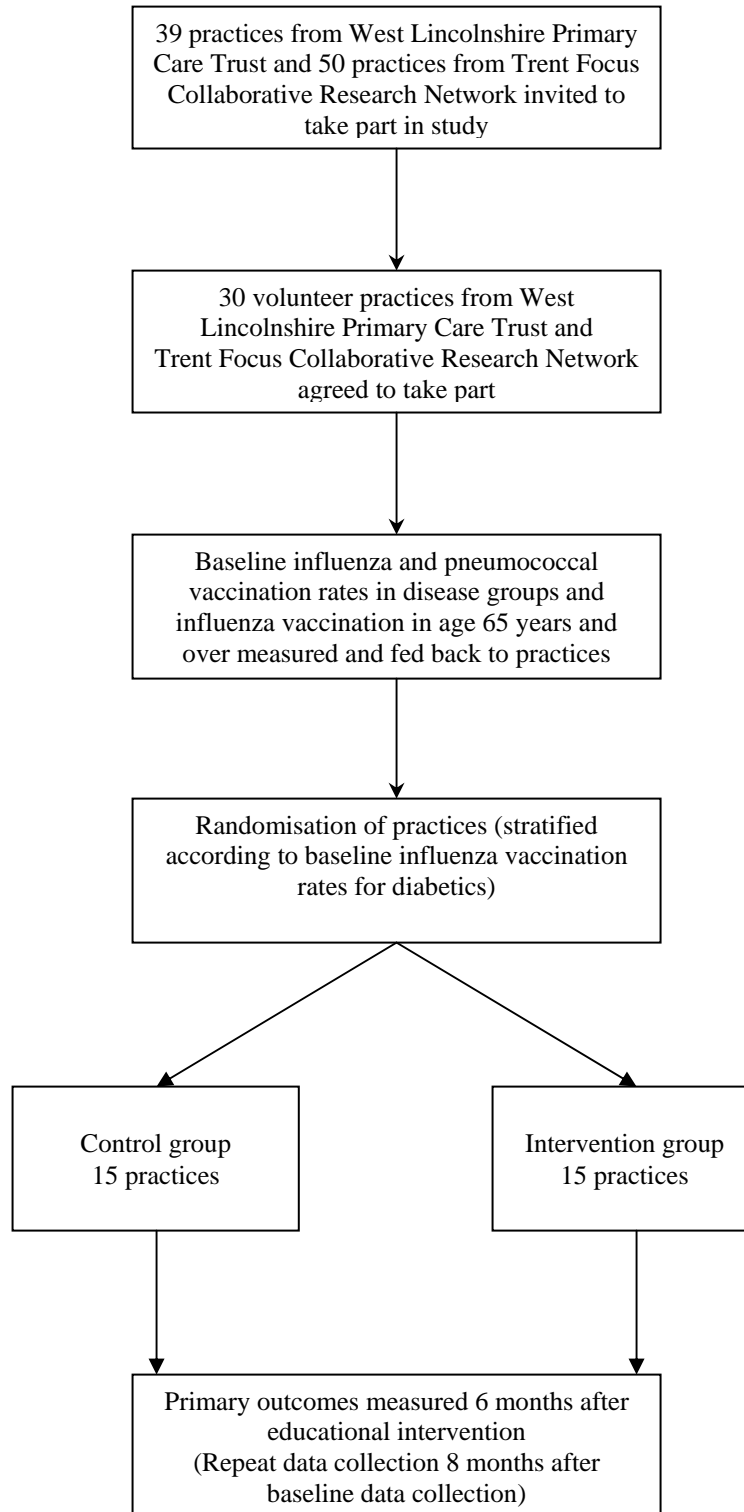 39 practices from West Lincolnshire Primary
Care Trust and 50 practices from Trent Focus
Collaborative Research Network invited to
take part in study
30 volunteer practices from West
Lincolnshire Primary Care Trust and
Trent Focus Collaborative Research Network
agreed to take part
Baseline influenza and pneumococcal
vaccination rates in disease groups and
influenza vaccination in age 65 years and
over measured and fed back to practices
Randomisation of practices (stratified
according to baseline influenza vaccination
rates for diabetics)
Control group
15 practices
Intervention group
15 practices
Primary outcomes measured 6 months after
educational intervention
(Repeat data collection 8 months after
baseline data collection)